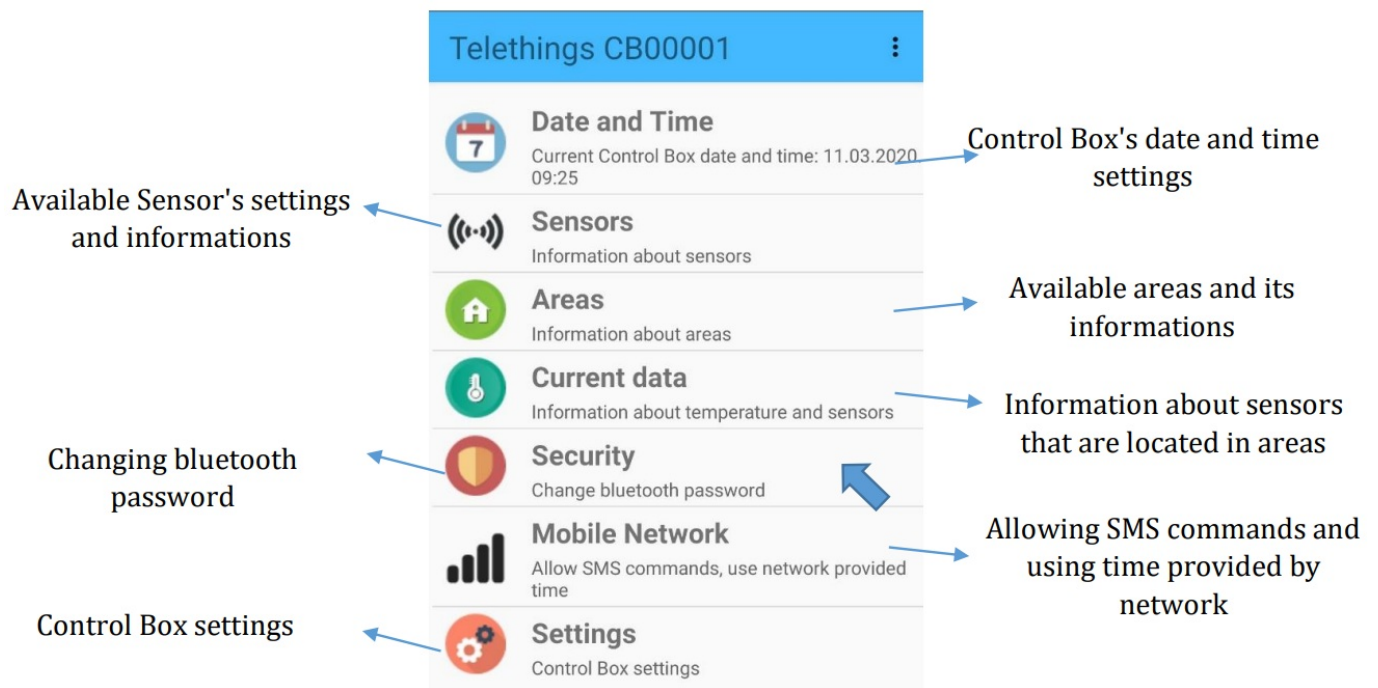 Telethings CB00001
Date and Time
7
Current Control Box date and time: 11.03.2020
09:25
Control Box's date and time
settings
Available Sensor's settings
and informations
Sensors
Information about sensors
Areas
Information about areas
Available areas and its
informations
Current data
Information about temperature and sensors
Information about sensors
that are located in areas
Changing bluetooth
password
Security
Change bluetooth password
Mobile Network
Allow SMS commands, use network provided
time
Allowing SMS commands and
using time provided by
network
Control Box settings
Settings
Control Box settings